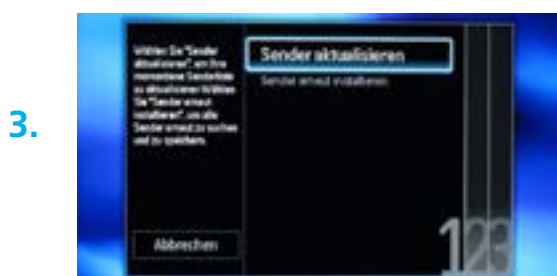 3.
Wählen Sie "Sender
aktualisieren", um Ihre
momentane Senderliste
zu aktualisieren Wählen
Sie "Sender erneut
installieren", um alle
Sender erneut zu suchen
und zu speichern.
Abbrechen
Sender aktualisieren
Sender erneut installieren
123